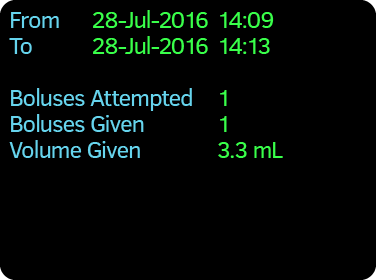 From 28-Jul-2016 14:09
To 28-Jul-2016 14:13
Boluses Attempted 1
Boluses Given 1
Volume Given 3.3 mL